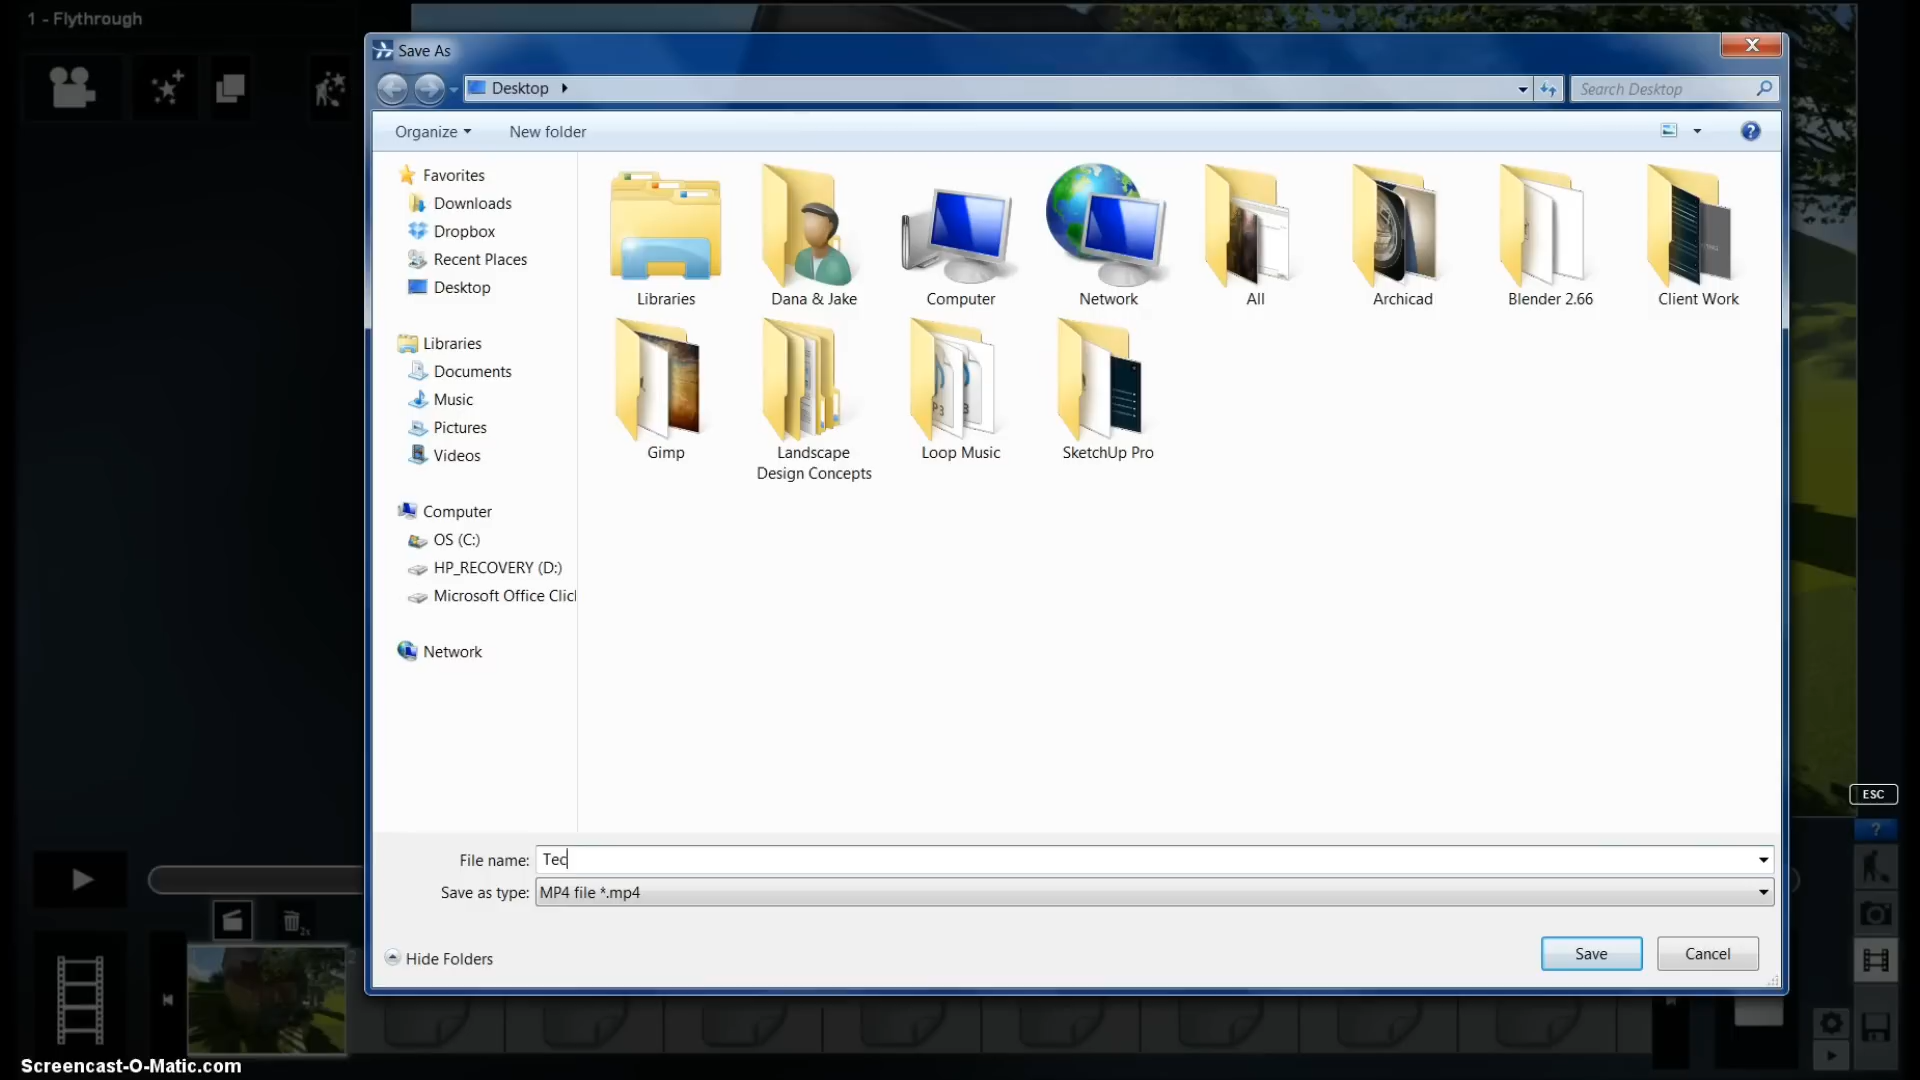 1 - Flythrough
Save As
Desktop
Search Desktop
Organize
New folder
Favorites
Downloads
Dropbox
Recent Places
Desktop
Libraries
Documents
Music
Pictures
Videos
Computer
OS (C:)
HP_RECOVERY (D:)
Microsoft Office Clic
Network
Libraries
Dana & Jake
Computer
Network
All
Archicad
Blender 2.66
Client Work
Gimp
Landscape
Design Concepts
Loop Music
SketchUp Pro
ESC
?
File name: Tec
Save as type: MP4 file *.mp4
Hide Folders
Save
Cancel
Screencast-O-Matic.com